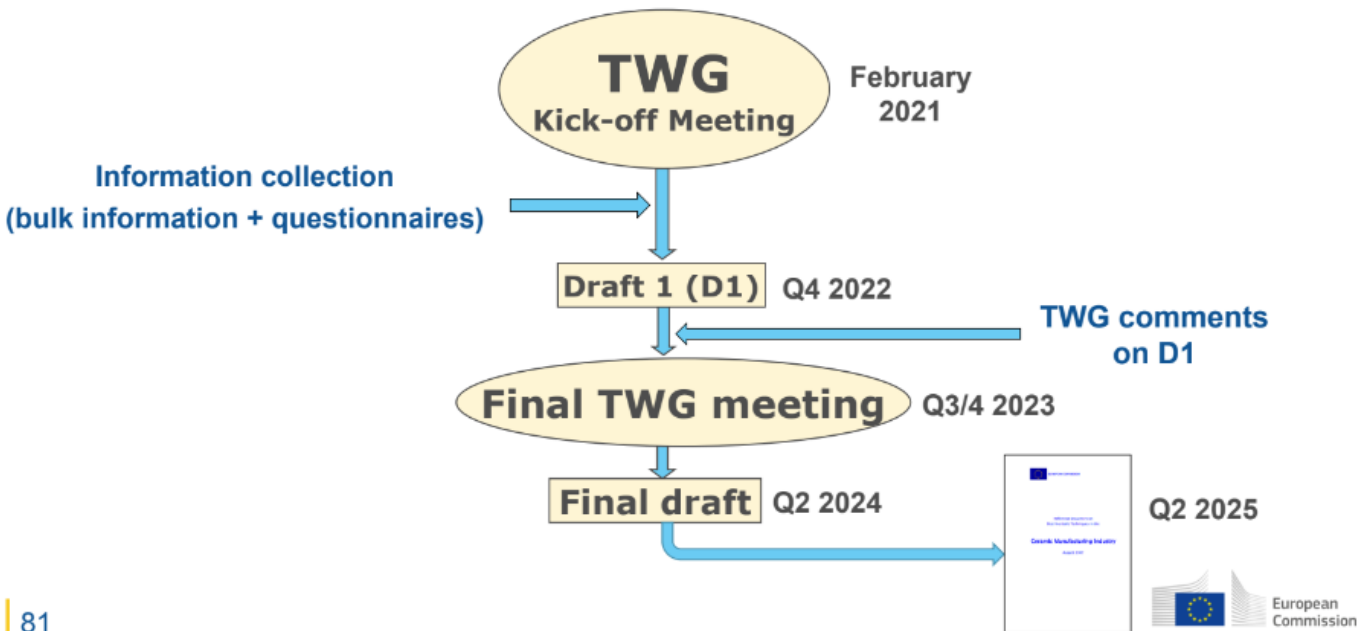 TWG
Kick-off Meeting
February
2021
Information collection
(bulk information + questionnaires)
Draft 1 (D1)
Q4 2022
TWG comments
on D1
Final TWG meeting
Q3/4 2023
Final draft
Q2 2024
Ceramic Manufacturing Industry
Q2 2025
81
European
Commission